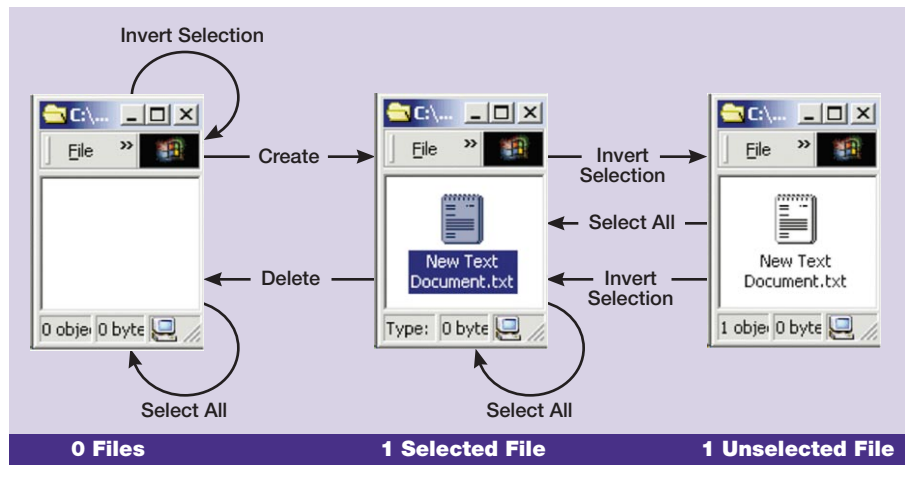 Invert Selection
C:\...
File »
0 obje 0 byte
Select All
0 Files
Create
Delete
C:\...
File »
New Text
Document.txt
Type: 0 byte
Select All
1 Selected File
Invert
Selection
Select All
Invert
Selection
C:\...
File »
New Text
Document.txt
1 obje 0 byte
1 Unselected File